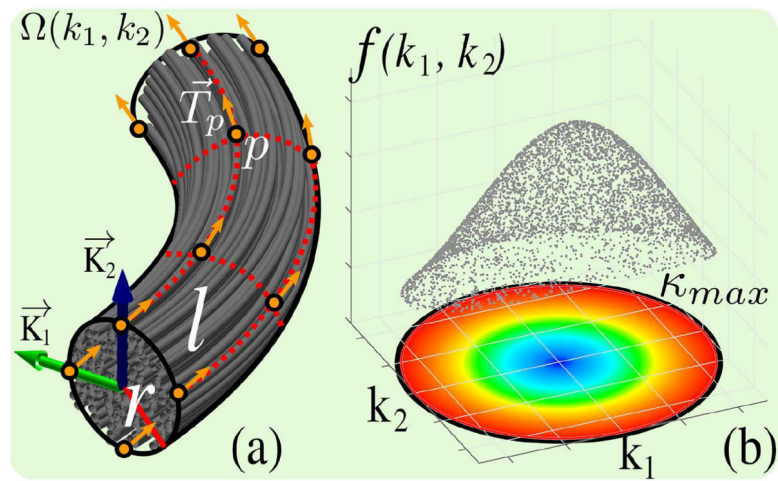 Ω(k₁, k₂)
f(k₁, k₂)
T⃗ₚ
p
κₘₐₓ
K⃗₂
K⃗₁
l
r
k₂
k₁
(a)
(b)